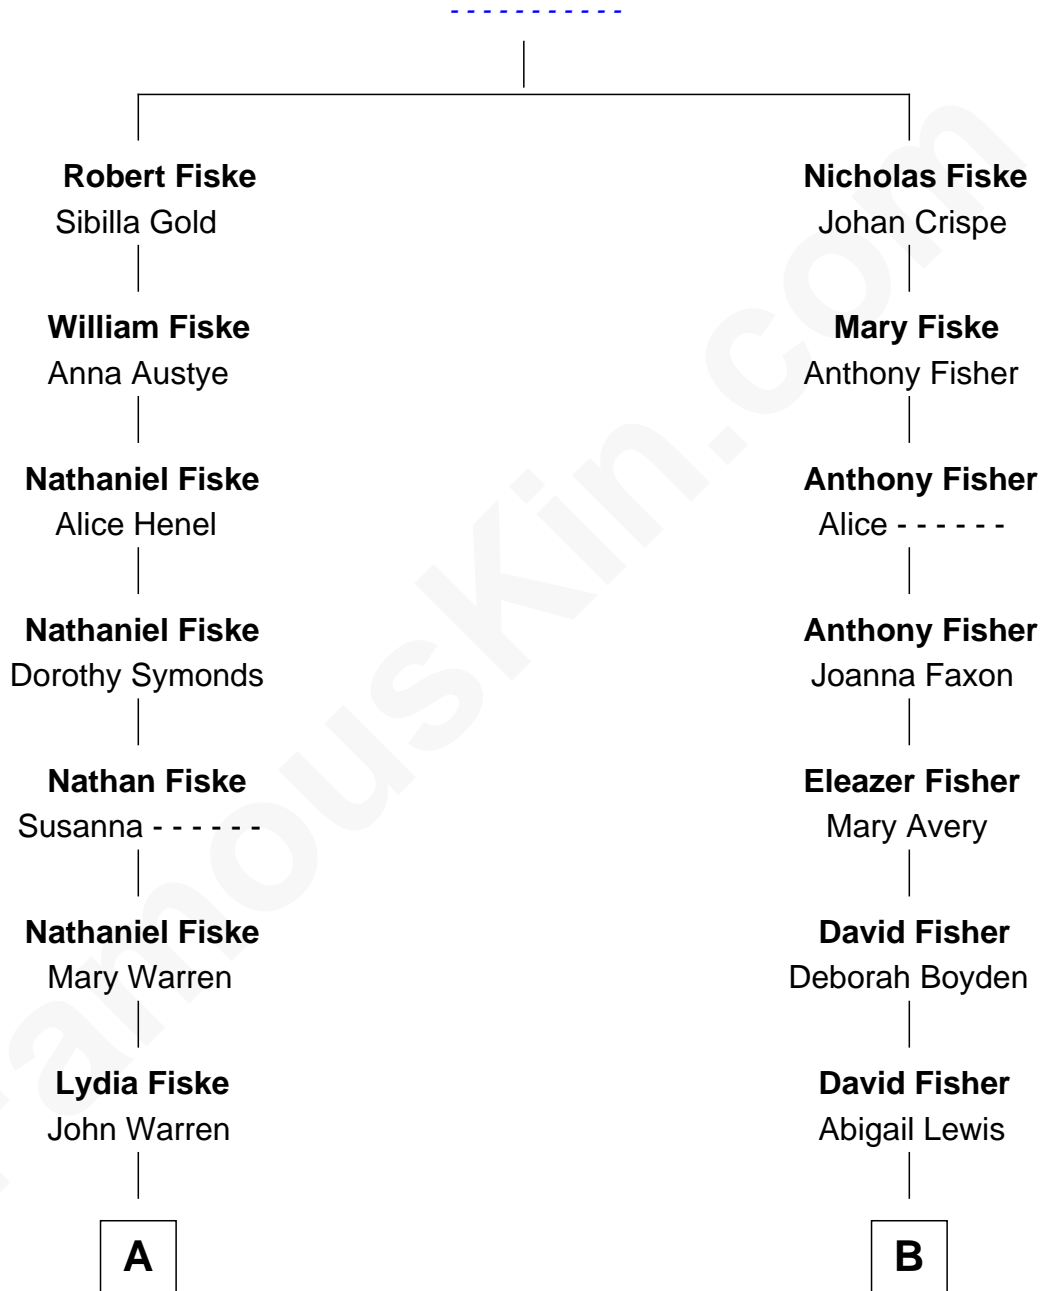 - - - - - - - - - - -
Robert Fiske
Sibilla Gold
William Fiske
Anna Austye
Nathaniel Fiske
Alice Henel
Nathaniel Fiske
Dorothy Symonds
Nathan Fiske
Susanna - - - - - -
Nathaniel Fiske
Mary Warren
Lydia Fiske
John Warren
A
Nicholas Fiske
Johan Crispe
Mary Fiske
Anthony Fisher
Anthony Fisher
Alice - - - - - -
Anthony Fisher
Joanna Faxon
Eleazer Fisher
Mary Avery
David Fisher
Deborah Boyden
David Fisher
Abigail Lewis
B
FamousKin.com